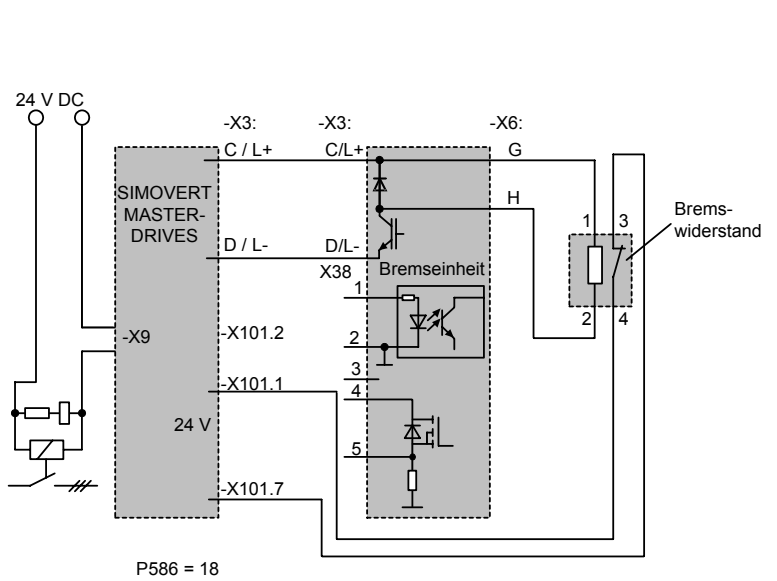 24 V DC
-X3:
-X3:
-X6:
C / L+
C/L+
G
SIMOVERT
MASTER-
DRIVES
H
Brems-
widerstand
1
3
D / L-
D/L-
X38
Bremseinheit
1
2
4
-X9
-X101.2
2
3
-X101.1
4
24 V
5
-X101.7
P586 = 18